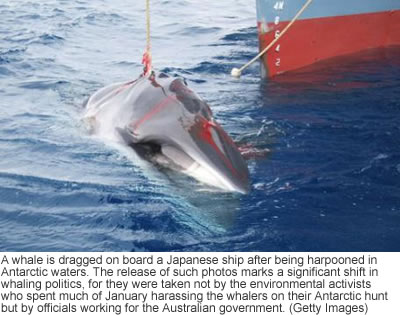 A whale is dragged on board a Japanese ship after being harpooned in
Antarctic waters. The release of such photos marks a significant shift in
whaling politics, for they were taken not by the environmental activists
who spent much of January harassing the whalers on their Antarctic hunt
but by officials working for the Australian government. (Getty Images)